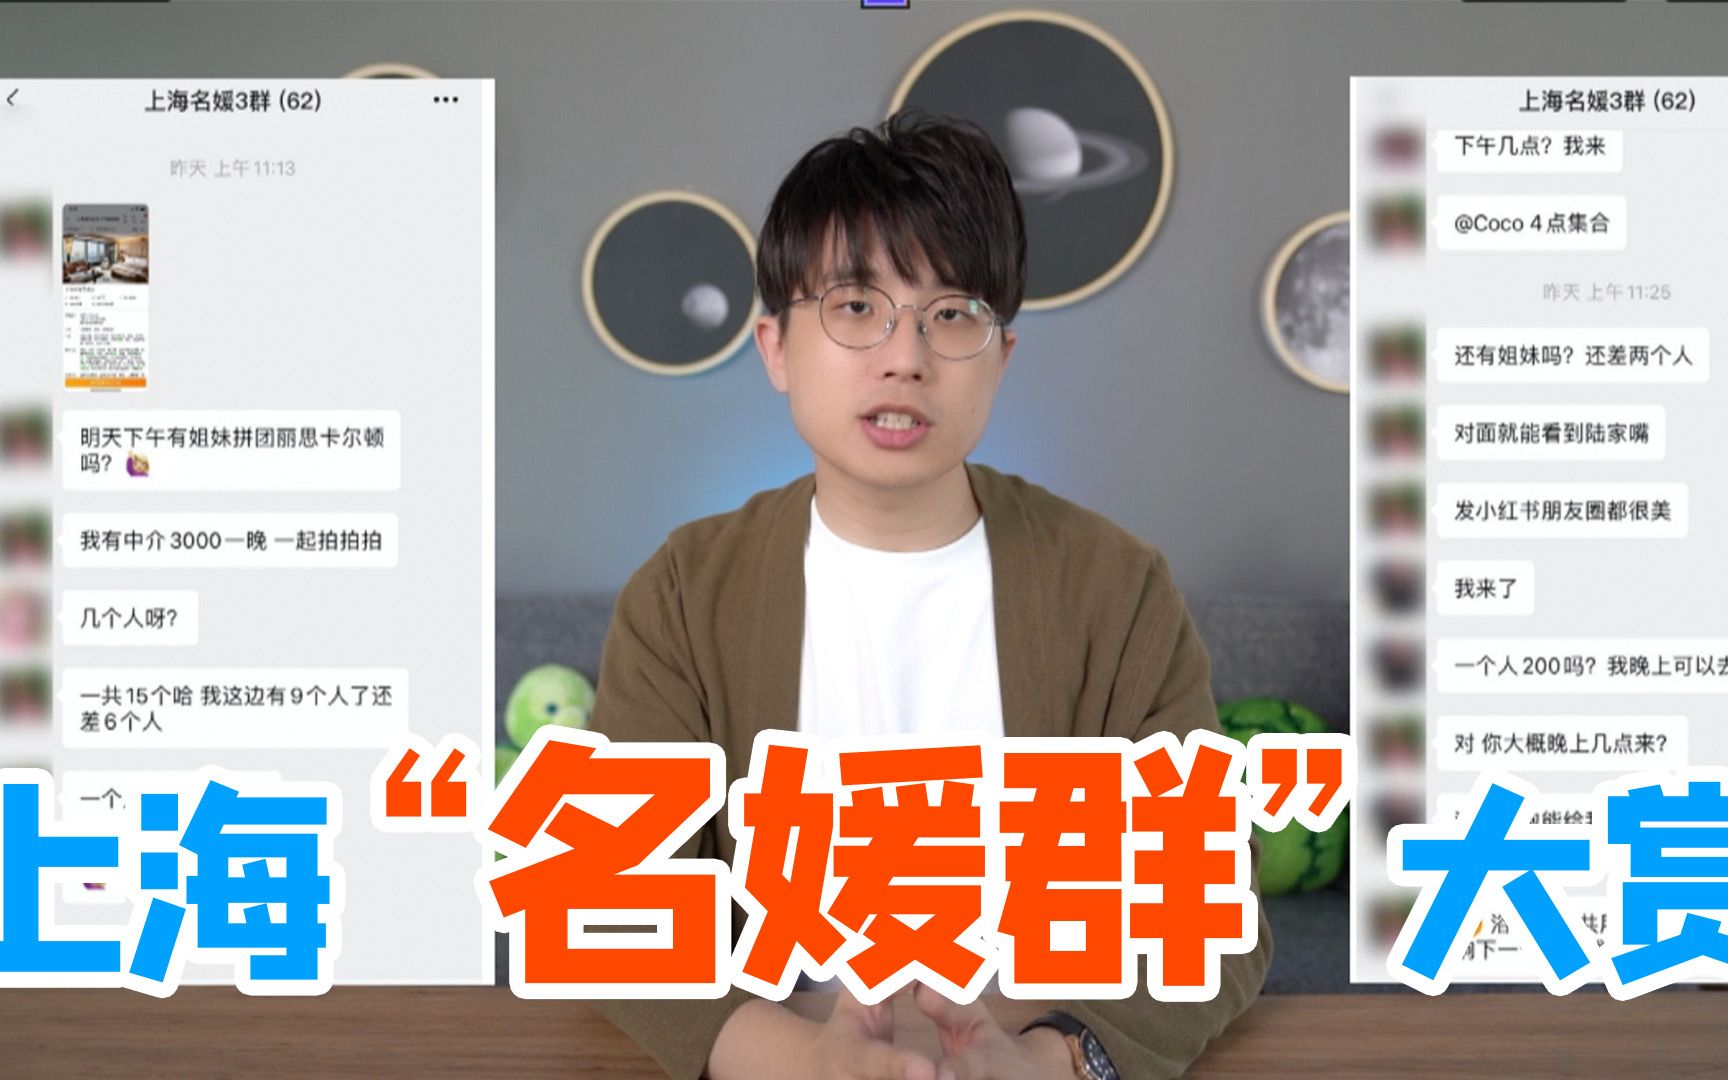 上海名媛3群 (62)
昨天 上午 11:13
明天下午有姐妹拼团丽思卡尔顿
吗?
我有中介 3000一晚 一起拍拍拍
几个人呀?
一共15个哈 我这边有9个人了还
差6个人
一个
上海名媛3群 (62)
下午几点? 我来
@Coco 4点集合
昨天 上午 11:25
还有姐妹吗? 还差两个人
对面就能看到陆家嘴
发小红书朋友圈都很美
我来了
一个人200吗? 我晚上可以去
对 你大概晚上几点来?
上海“名媛群”大赏